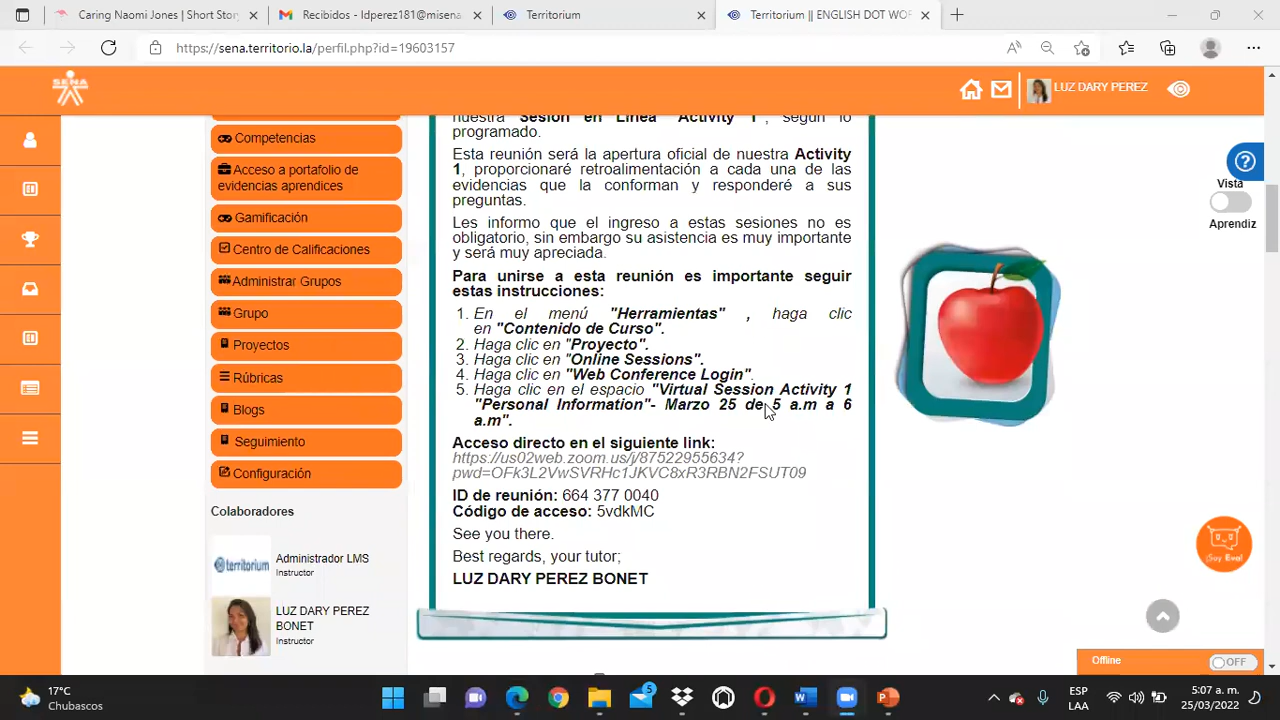 Caring Naomi Jones | Short Story
Recibidos - ldperez181@misena
Territorium
Territorium || ENGLISH DOT WOR
https://sena.territorio.la/perfil.php?id=19603157
SENA
LUZ DARY PEREZ
Competencias
Acceso a portafolio de
evidencias aprendices
Gamificación
Centro de Calificaciones
Administrar Grupos
Grupo
Proyectos
Rúbricas
Blogs
Seguimiento
Configuración
Colaboradores
territorium
Administrador LMS
Instructor
LUZ DARY PEREZ
BONET
Instructor
nuestra Sesión en Línea "Activity 1", según lo
programado.
Esta reunión será la apertura oficial de nuestra Activity
1, proporcionaré retroalimentación a cada una de las
evidencias que la conforman y responderé a sus
preguntas.
Les informo que el ingreso a estas sesiones no es
obligatorio, sin embargo su asistencia es muy importante
y será muy apreciada.
Para unirse a esta reunión es importante seguir
estas instrucciones:
1. En el menú "Herramientas" , haga clic
en "Contenido de Curso".
2. Haga clic en "Proyecto".
3. Haga clic en "Online Sessions".
4. Haga clic en "Web Conference Login".
5. Haga clic en el espacio "Virtual Session Activity 1
"Personal Information"- Marzo 25 de 5 a.m a 6
a.m".
Acceso directo en el siguiente link:
https://us02web.zoom.us/j/87522955634?
pwd=OFk3L2VwSVRHc1JKVC8xR3RBN2FSUT09
ID de reunión: 664 377 0040
Código de acceso: 5vdkMC
See you there.
Best regards, your tutor;
LUZ DARY PEREZ BONET
Vista
Aprendiz
¡Soy Eva!
Offline
OFF
17°C
Chubascos
5
ESP
LAA
5:07 a. m.
25/03/2022